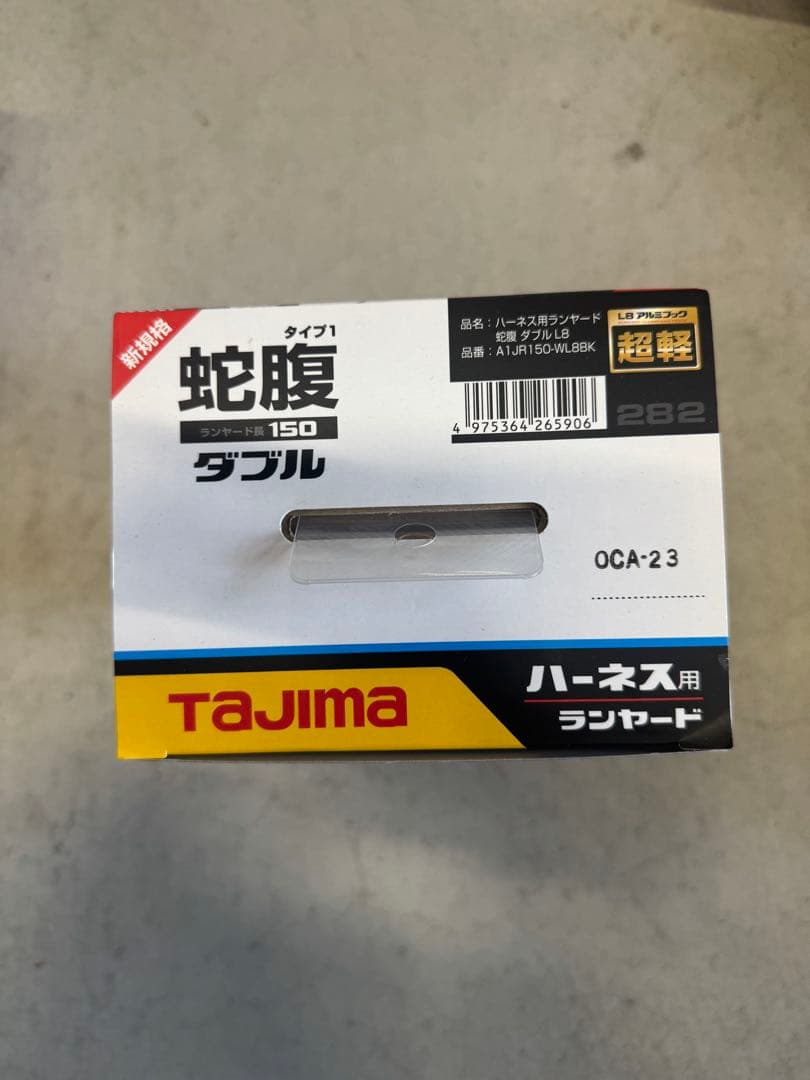 新規格
タイプ1
蛇腹
ランヤード長 150
ダブル
品名：ハーネス用ランヤード
蛇腹 ダブル L8
品番：A1JR150-WL8BK
L8 アルミフック
超軽
4 975364 265906
282
OCA-23
TaJIma
ハーネス用
ランヤード